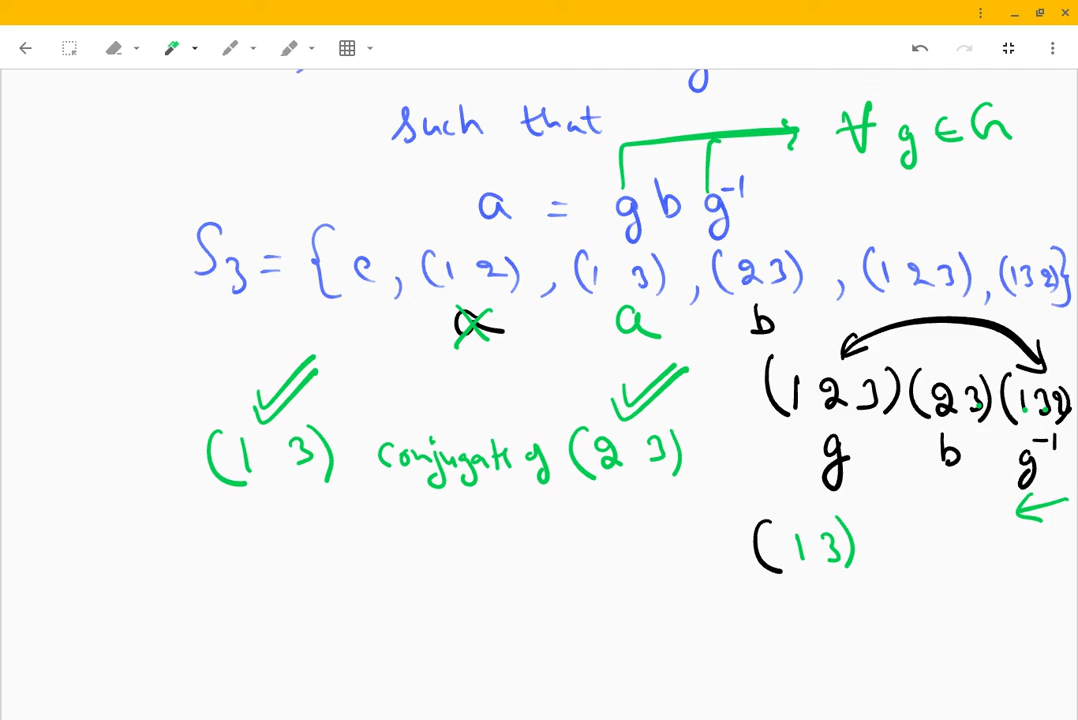 such that ∀ g ∈ G
a = g b g⁻¹
S₃ = { e, (1 2), (1 3), (2 3), (1 2 3), (1 3 2)}
a b
(1 2 3)(2 3)(1 3 2)
(1 3) conjugate of (2 3) g b g⁻¹
(1 3)